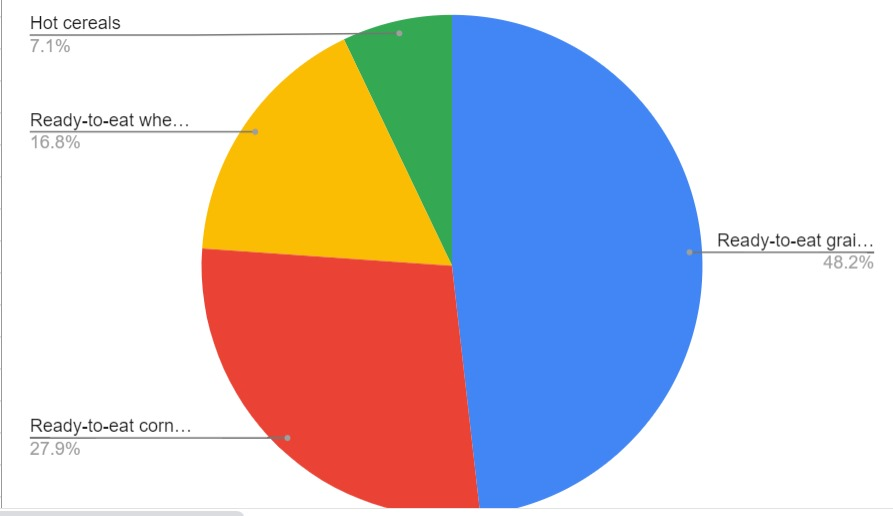 Hot cereals
7.1%
Ready-to-eat whe…
16.8%
Ready-to-eat grai…
48.2%
Ready-to-eat corn…
27.9%